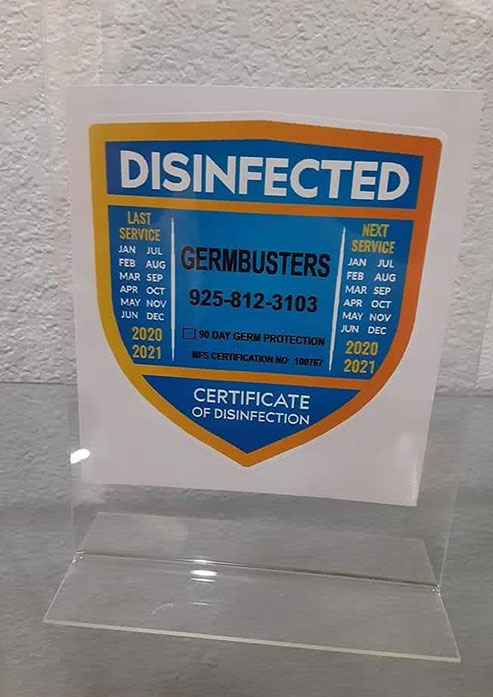 DISINFECTED
LAST
SERVICE
JAN JUL
FEB AUG
MAR SEP
APR OCT
MAY NOV
JUN DEC
2020
2021
GERMBUSTERS
925-812-3103
90 DAY GERM PROTECTION
MFS CERTIFICATION NO: 100767
NEXT
SERVICE
JAN JUL
FEB AUG
MAR SEP
APR OCT
MAY NOV
JUN DEC
2020
2021
CERTIFICATE
OF DISINFECTION